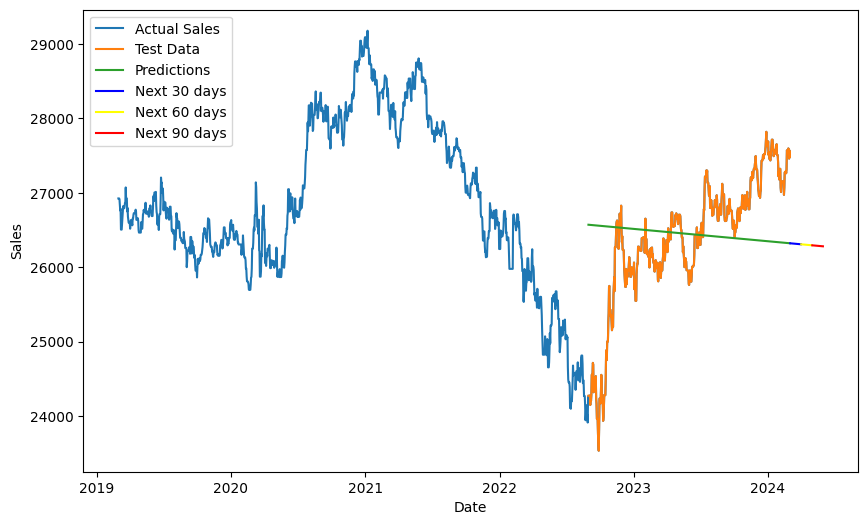 Actual Sales
Test Data
Predictions
Next 30 days
Next 60 days
Next 90 days
29000
28000
27000
26000
25000
24000
Sales
2019 2020 2021 2022 2023 2024
Date